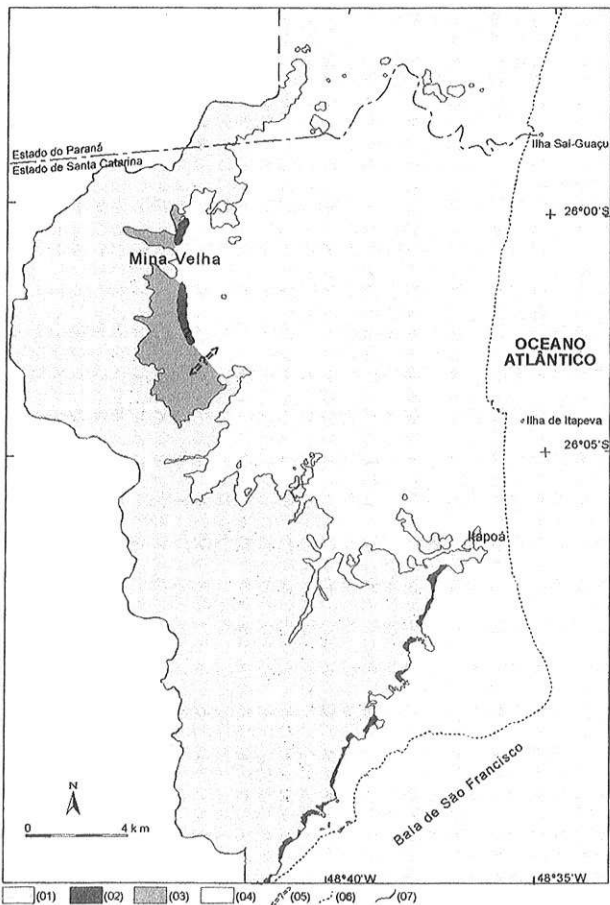 Estado do Paraná
Estado de Santa Catarina
Ilha Saí-Guaçu
26°00'S
Mina Velha
OCEANO
ATLÂNTICO
Ilha de Itapeva
26°05'S
Itapoá
Baía de São Francisco
N
0 4 km
48°40'W
48°35'W
(01) (02) (03) (04) (05) (06) (07)